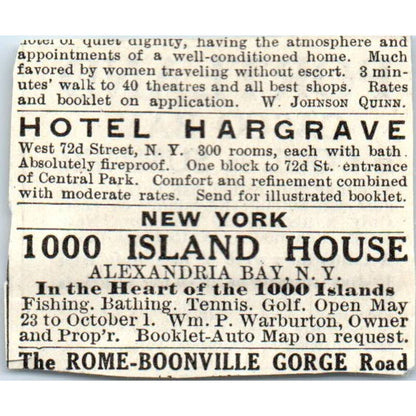 hotel of quiet dignity, having the atmosphere and
appointments of a well-conditioned home. Much
favored by women traveling without escort. 3 min-
utes' walk to 40 theatres and all best shops. Rates
and booklet on application. W. JOHNSON QUINN.
HOTEL HARGRAVE
West 72d Street, N. Y. 300 rooms, each with bath.
Absolutely fireproof. One block to 72d St. entrance
of Central Park. Comfort and refinement combined
with moderate rates. Send for illustrated booklet.
NEW YORK
1000 ISLAND HOUSE
ALEXANDRIA BAY, N. Y.
In the Heart of the 1000 Islands
Fishing. Bathing. Tennis. Golf. Open May
23 to October 1. Wm. P. Warburton, Owner
and Prop'r. Booklet-Auto Map on request.
The ROME-BOONVILLE GORGE Road